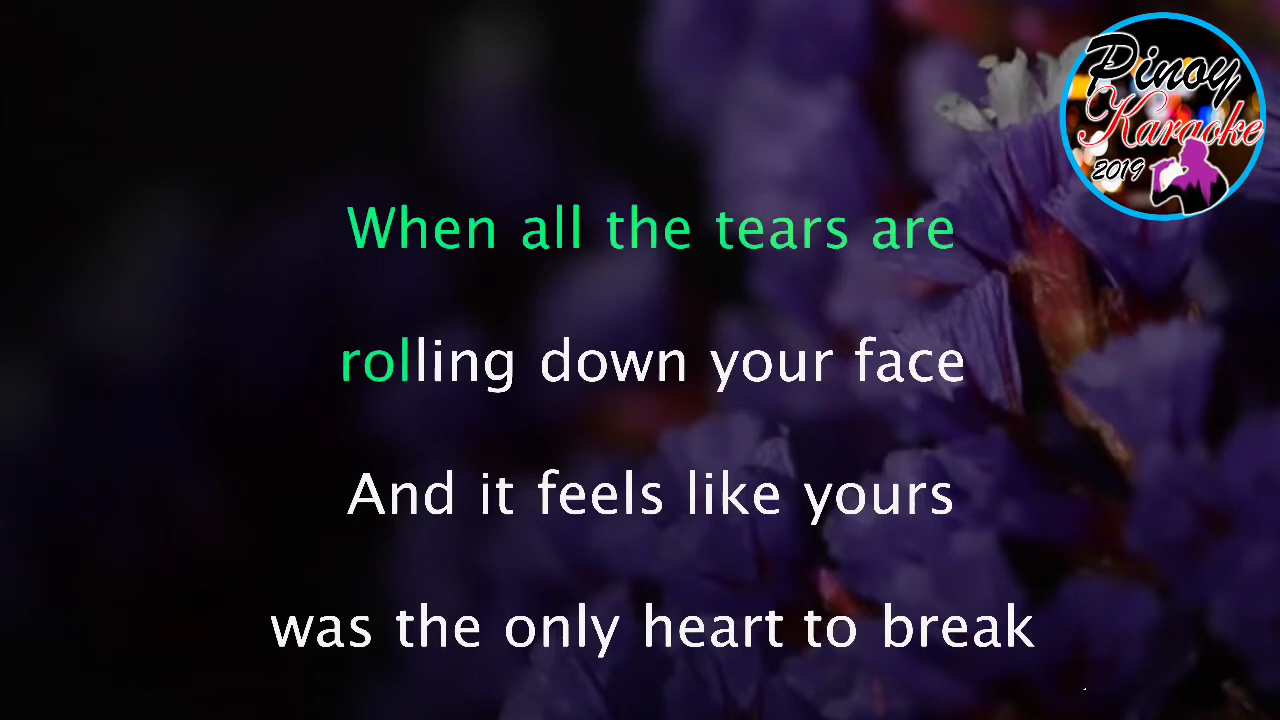 Pinoy
Karaoke
2019
When all the tears are
rolling down your face
And it feels like yours
was the only heart to break